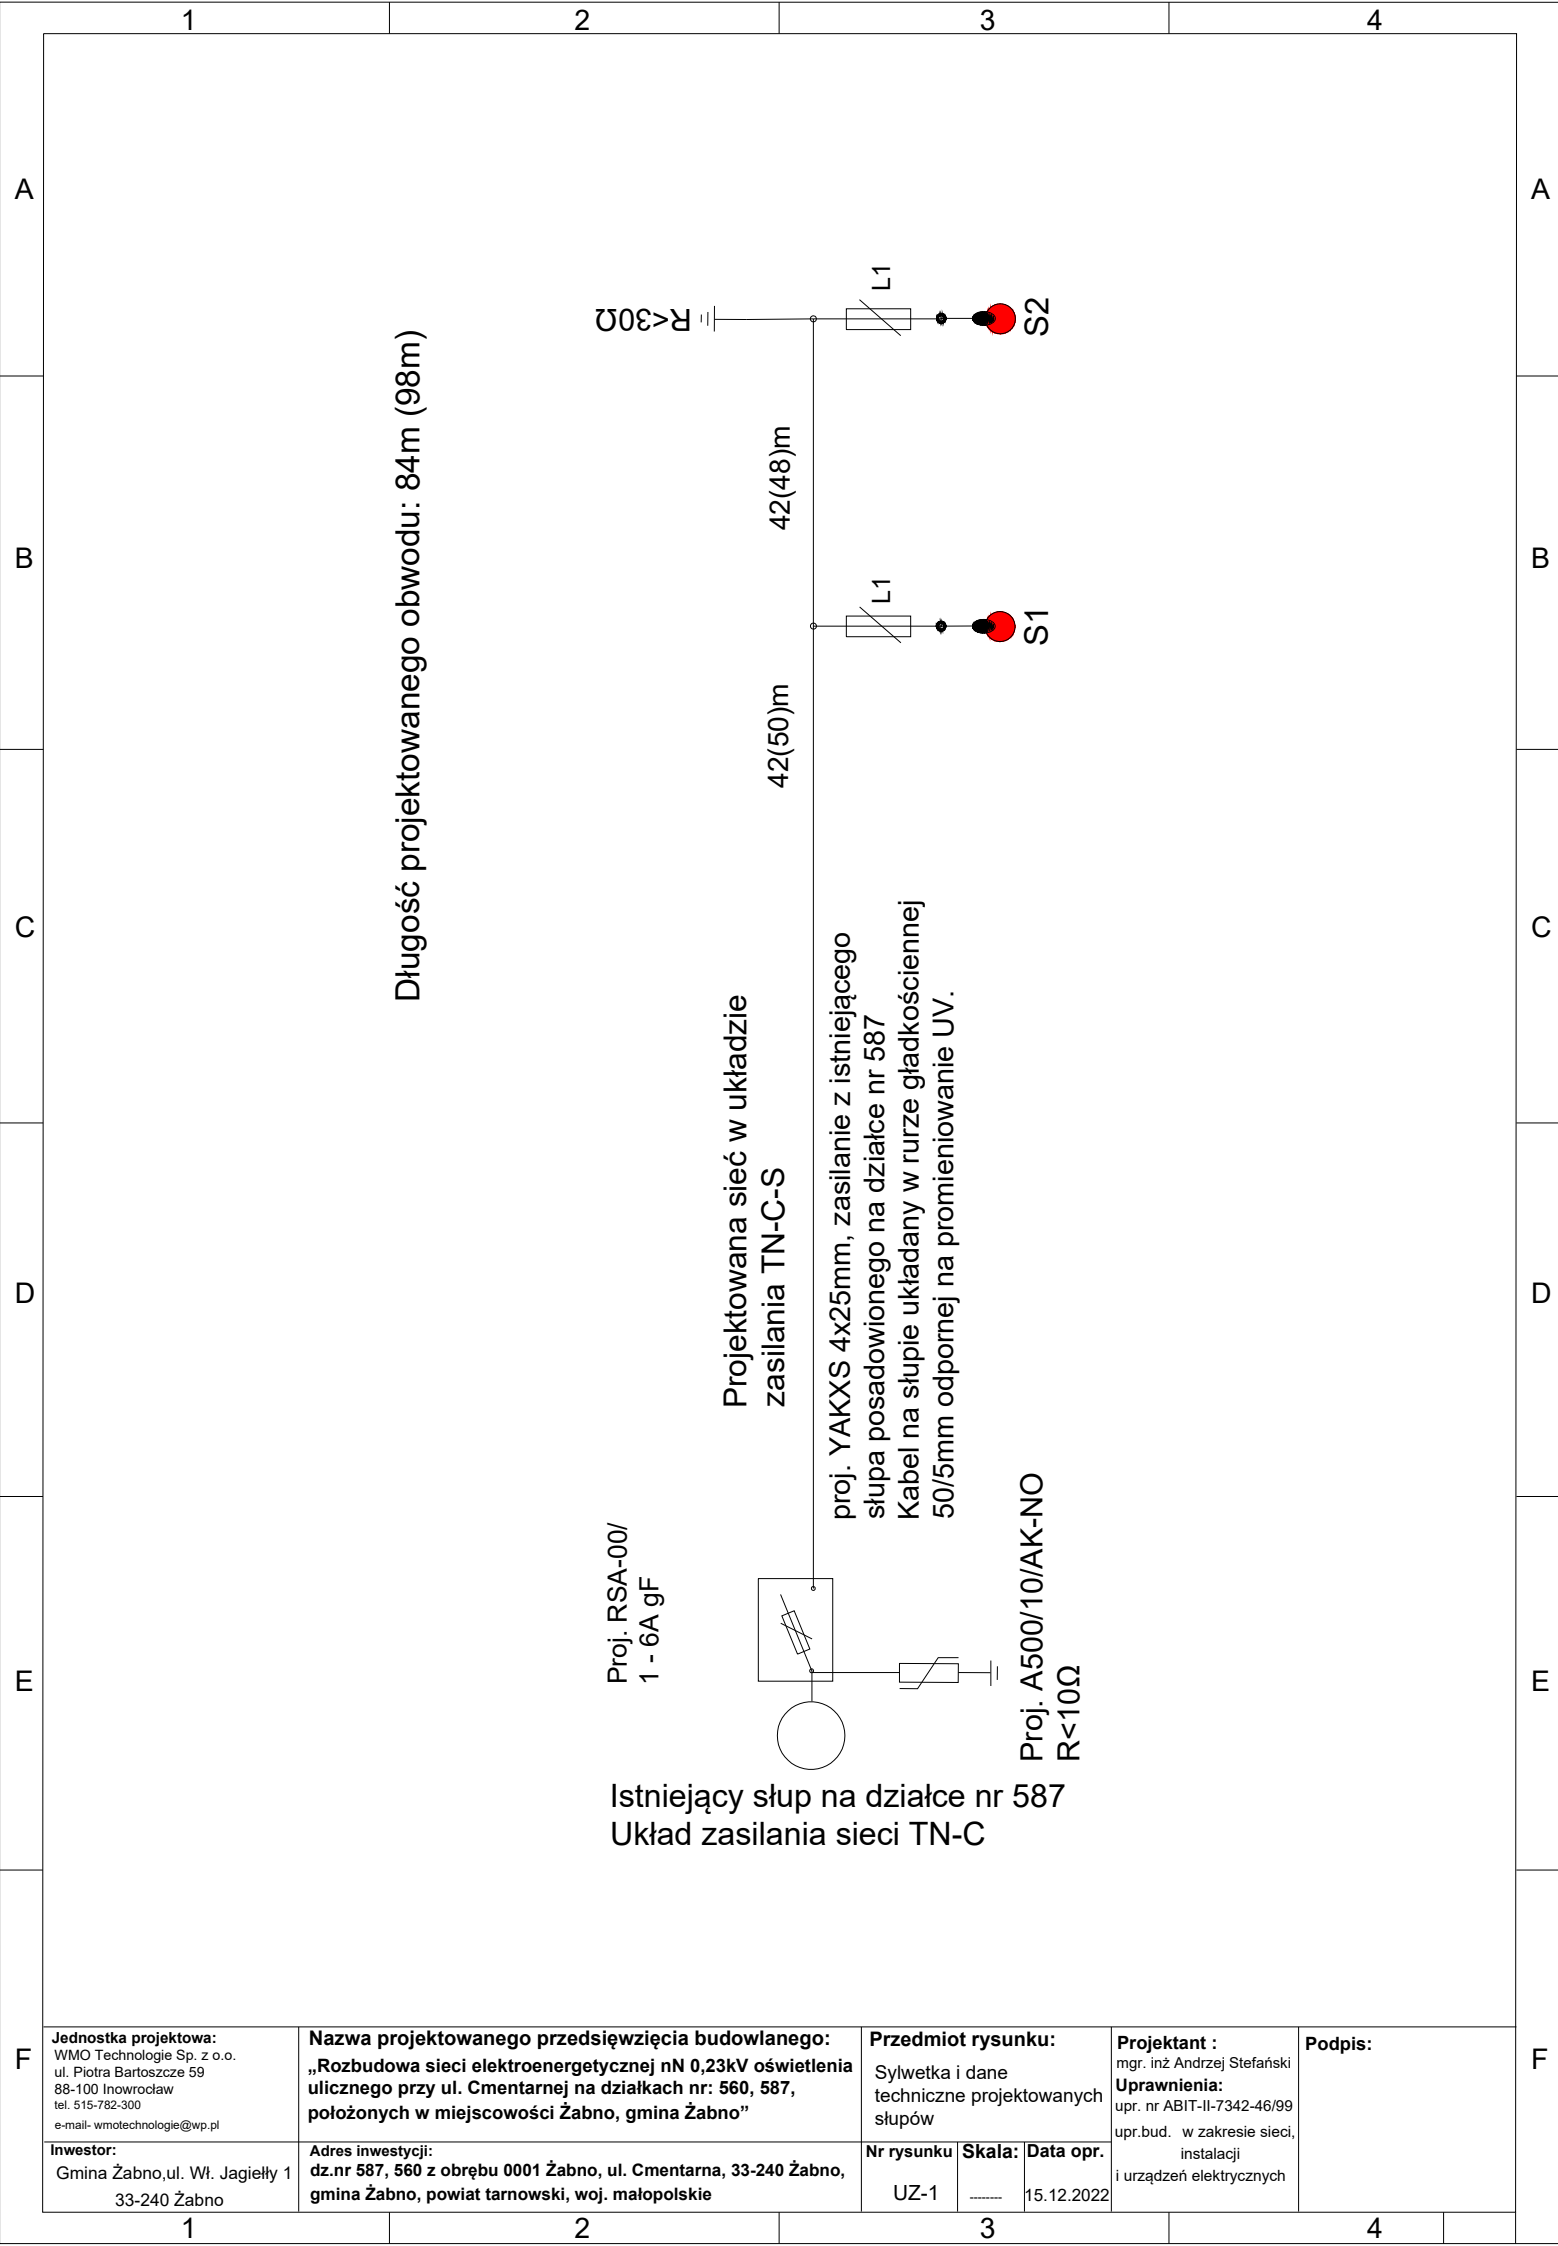 1
2
3
4
A
A
B
B
C
C
D
D
E
E
F
F
Długość projektowanego obwodu: 84m (98m)
R<30Ω
L1
S2
42(48)m
L1
S1
42(50)m
Projektowana sieć w układzie
zasilania TN-C-S
proj. YAKXS 4x25mm, zasilanie z istniejącego
słupa posadowionego na działce nr 587
Kabel na słupie układany w rurze gładkościennej
50/5mm odpornej na promieniowanie UV.
Proj. RSA-00/
1 - 6A gF
Proj. A500/10/AK-NO
R<10Ω
Istniejący słup na działce nr 587
Układ zasilania sieci TN-C
Jednostka projektowa:
WMO Technologie Sp. z o.o.
ul. Piotra Bartoszcze 59
88-100 Inowrocław
tel. 515-782-300
e-mail- wmotechnologie@wp.pl
Inwestor:
Gmina Żabno,ul. Wł. Jagiełły 1
33-240 Żabno
Nazwa projektowanego przedsięwzięcia budowlanego:
„Rozbudowa sieci elektroenergetycznej nN 0,23kV oświetlenia
ulicznego przy ul. Cmentarnej na działkach nr: 560, 587,
położonych w miejscowości Żabno, gmina Żabno”
Adres inwestycji:
dz.nr 587, 560 z obrębu 0001 Żabno, ul. Cmentarna, 33-240 Żabno,
gmina Żabno, powiat tarnowski, woj. małopolskie
Przedmiot rysunku:
Sylwetka i dane
techniczne projektowanych
słupów
Nr rysunku
UZ-1
Skala:
--------
Data opr.
15.12.2022
Projektant :
mgr. inż Andrzej Stefański
Uprawnienia:
upr. nr ABIT-II-7342-46/99
upr.bud. w zakresie sieci,
instalacji
i urządzeń elektrycznych
Podpis:
1
2
3
4